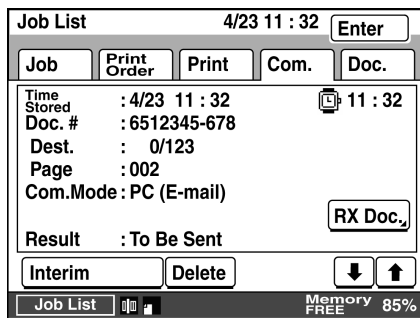 Job List 4/23 11 : 32 Enter
Job Print Order Print Com. Doc.
Time Stored : 4/23 11 : 32 11 : 32
Doc. # : 6512345-678
Dest. : 0/123
Page : 002
Com.Mode : PC (E-mail)
RX Doc.
Result : To Be Sent
Interim Delete
Job List Memory FREE 85%